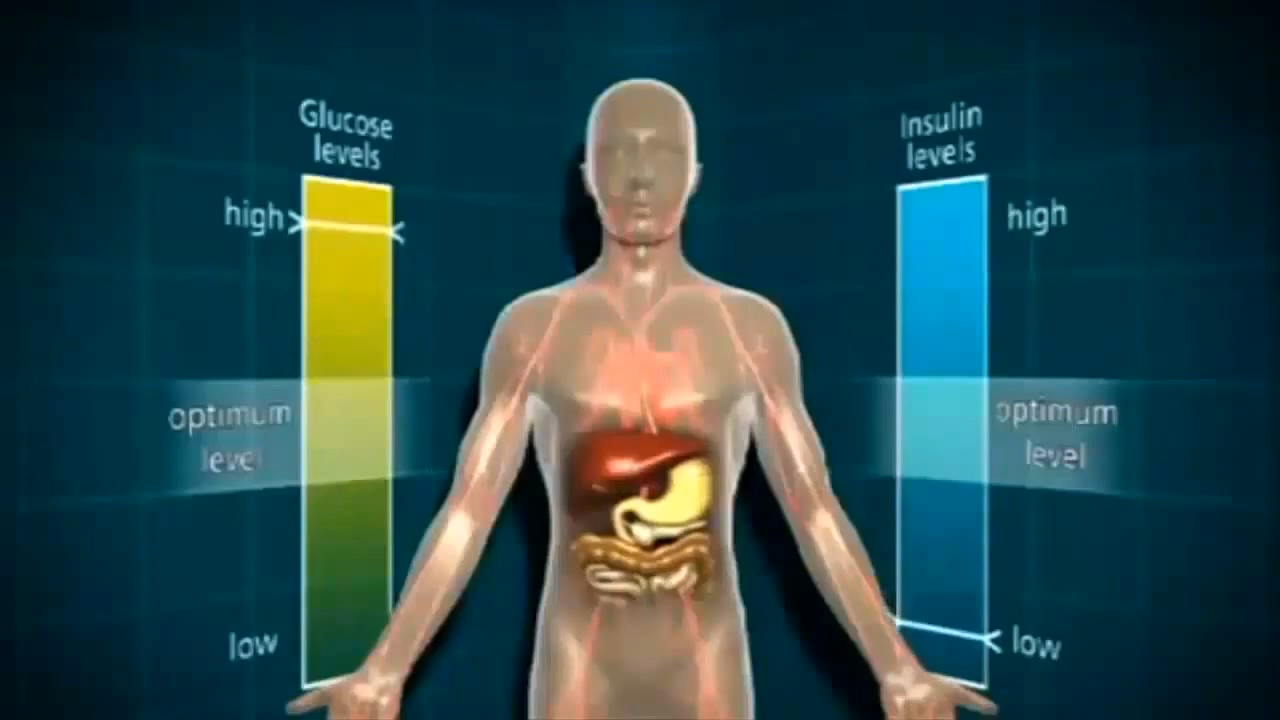 Glucose
levels
high
optimum
level
low
Insulin
levels
high
optimum
level
low